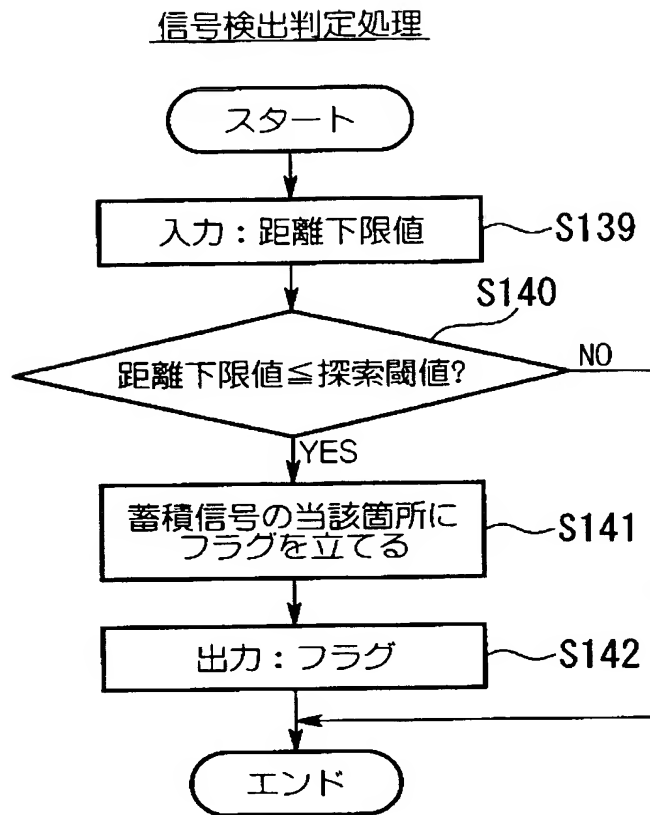 信号検出判定処理
スタート
入力：距離下限値
S139
S140
距離下限値≦探索閾値?
NO
YES
蓄積信号の当該箇所に
フラグを立てる
S141
出力：フラグ
S142
エンド